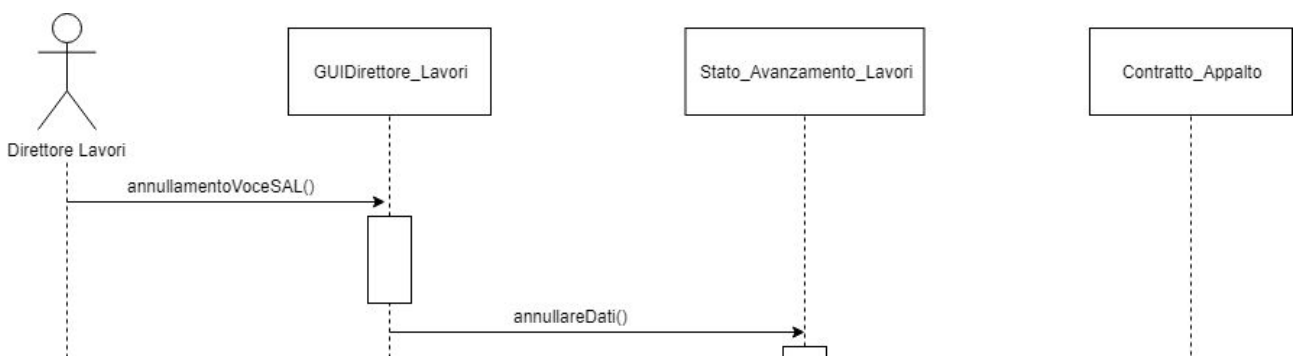 GUIDirettore_Lavori
Stato_Avanzamento_Lavori
Contratto_Appalto
Direttore Lavori
annullamentoVoceSAL()
annullareDati()